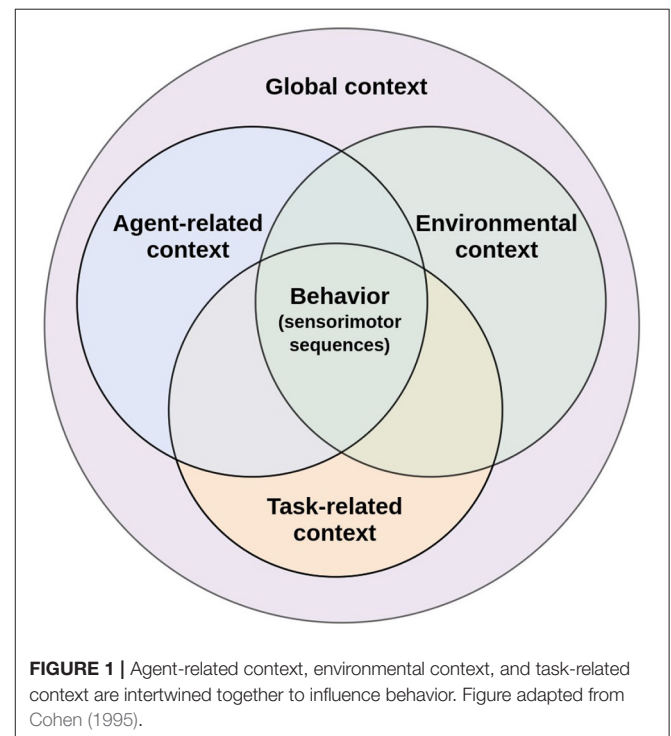 Global context
Agent-related
context
Environmental
context
Behavior
(sensorimotor
sequences)
Task-related
context
FIGURE 1 | Agent-related context, environmental context, and task-related
context are intertwined together to influence behavior. Figure adapted from
Cohen (1995).